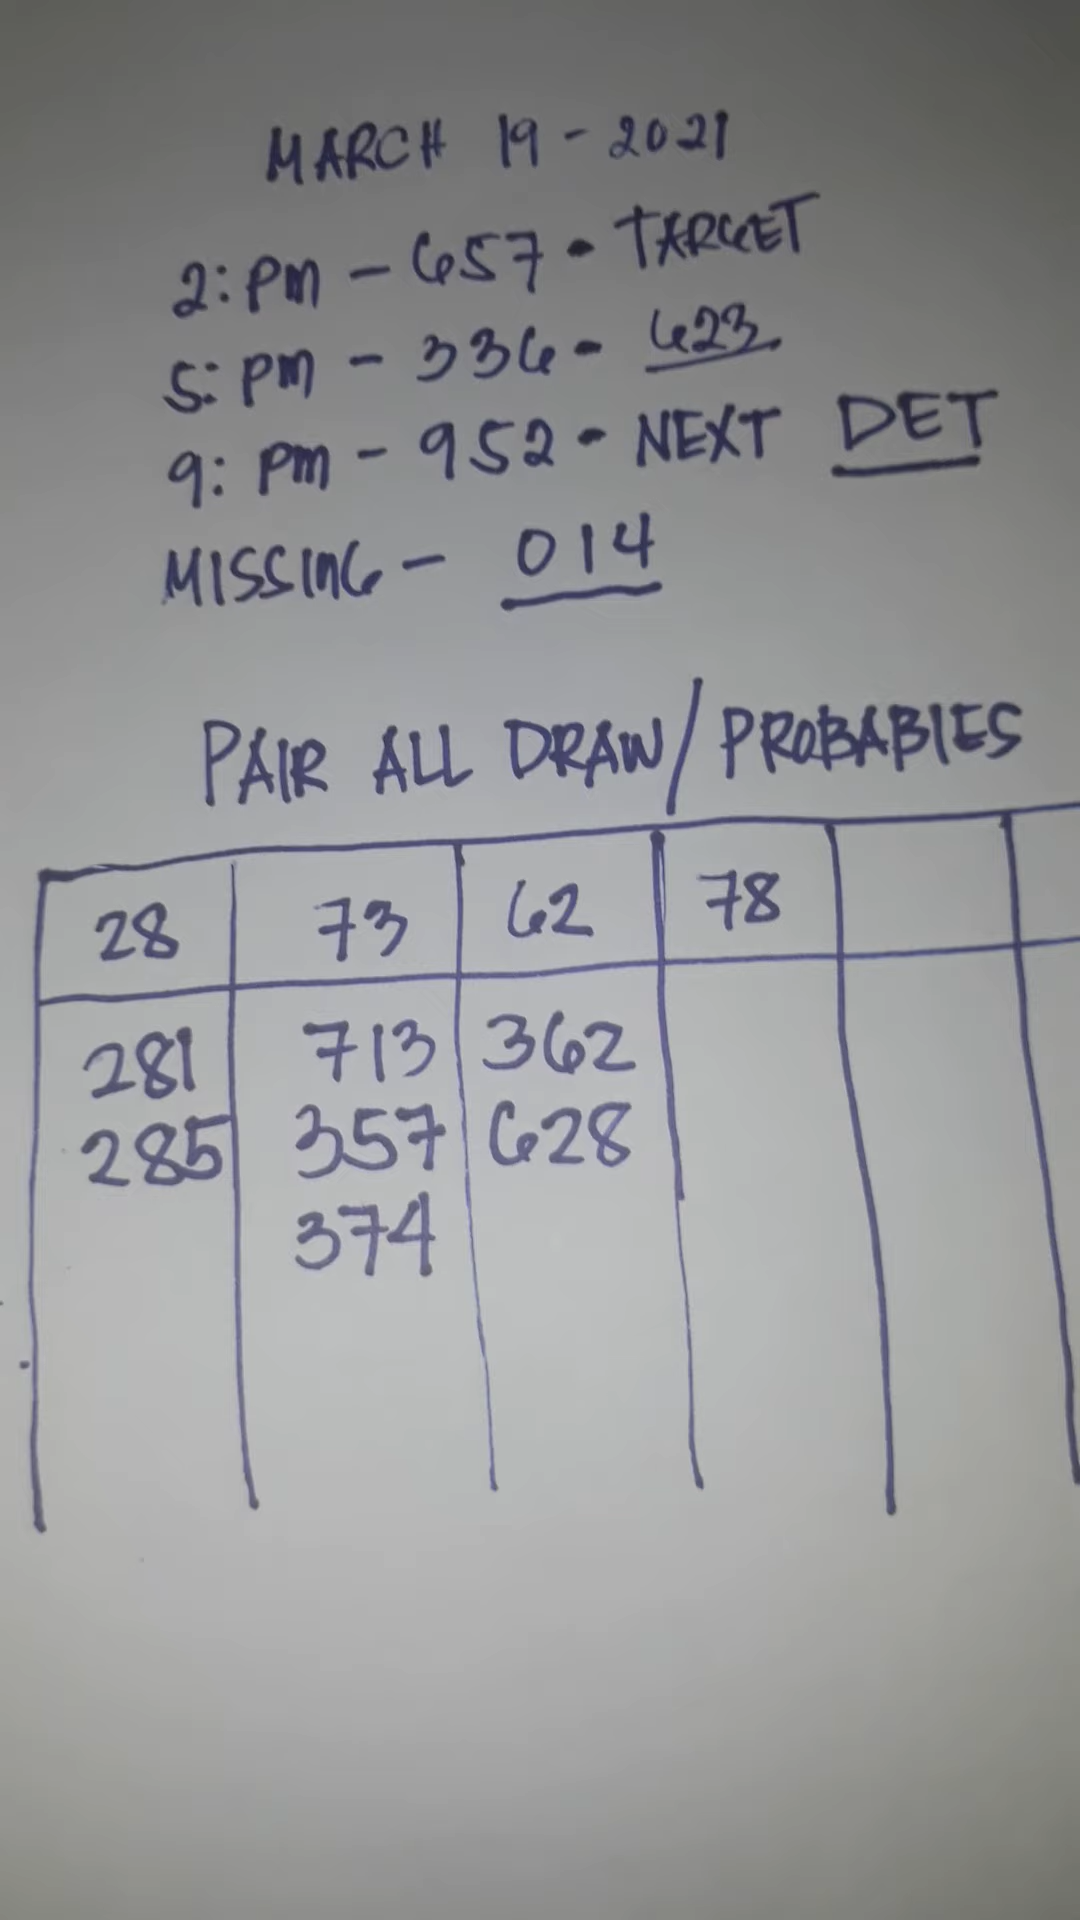 MARCH 19-2021
2:PM - 657 - TARGET
5:PM - 336 - 623
9:PM - 952 - NEXT DET
MISSING - 014
PAIR ALL DRAW/PROBABIES
28 73 62 78
281 713 362
285 357 628
374